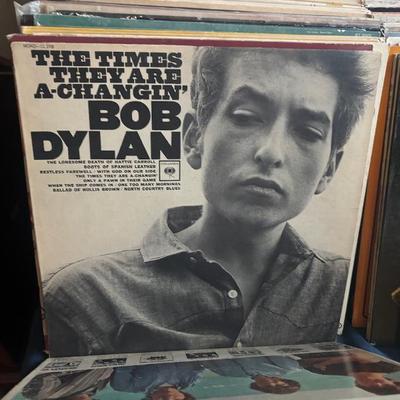 THE TIMES
THEY ARE
A-CHANGIN'
BOB
DYLAN
THE LONESOME DEATH OF HATTIE CARROLL
BOOTS OF SPANISH LEATHER
RESTLESS FAREWELL · WITH GOD ON OUR SIDE
THE TIMES THEY ARE A-CHANGIN'
ONLY A PAWN IN THEIR GAME
WHEN THE SHIP COMES IN · ONE TOO MANY MORNINGS
BALLAD OF HOLLIS BROWN · NORTH COUNTRY BLUES